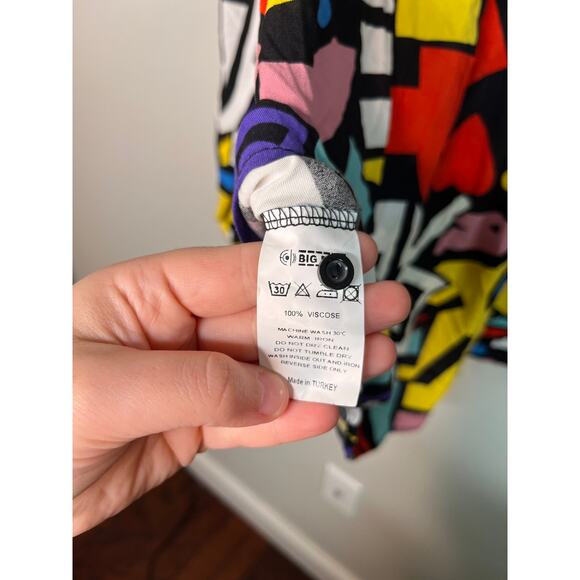 BIG
30
100% VISCOSE
MACHINE WASH 30°C
WARM IRON
DO NOT DRY CLEAN
DO NOT TUMBLE DRY
WASH INSIDE OUT AND IRON
REVERSE SIDE ONLY
Made in TURKEY